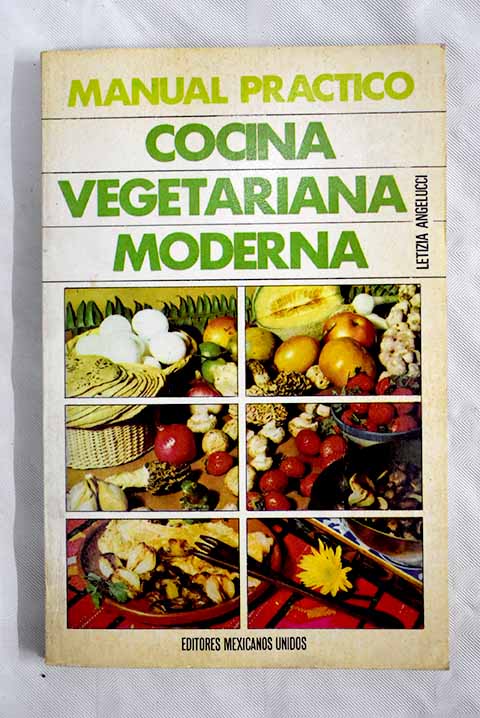 MANUAL PRACTICO
COCINA
VEGETARIANA
MODERNA
LETIZIA ANGELUCCI
EDITORES MEXICANOS UNIDOS